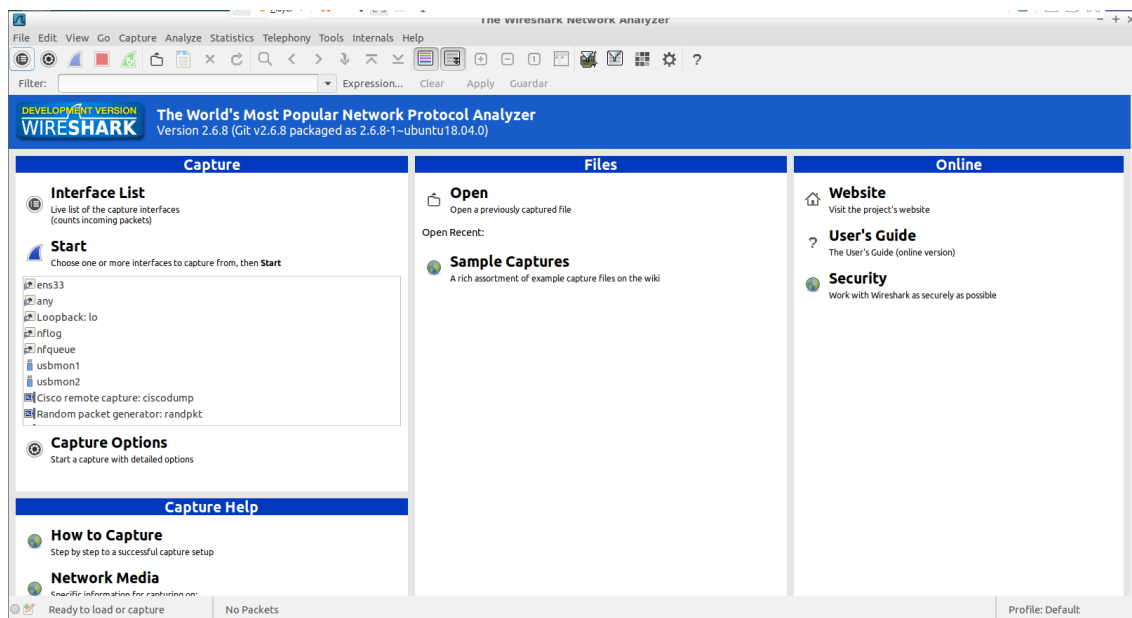 The Wireshark Network Analyzer
File Edit View Go Capture Analyze Statistics Telephony Tools Internals Help
Filter: Expression... Clear Apply Guardar
DEVELOPMENT VERSION
WIRESHARK
The World's Most Popular Network Protocol Analyzer
Version 2.6.8 (Git v2.6.8 packaged as 2.6.8-1~ubuntu18.04.0)
Capture
Interface List
Live list of the capture interfaces
(counts incoming packets)
Start
Choose one or more interfaces to capture from, then Start
ens33
any
Loopback: lo
nflog
nfqueue
usbmon1
usbmon2
Cisco remote capture: ciscodump
Random packet generator: randpkt
Capture Options
Start a capture with detailed options
Capture Help
How to Capture
Step by step to a successful capture setup
Network Media
Specific information for capturing on:
Files
Open
Open a previously captured file
Open Recent:
Sample Captures
A rich assortment of example capture files on the wiki
Online
Website
Visit the project's website
User's Guide
The User's Guide (online version)
Security
Work with Wireshark as securely as possible
Ready to load or capture
No Packets
Profile: Default